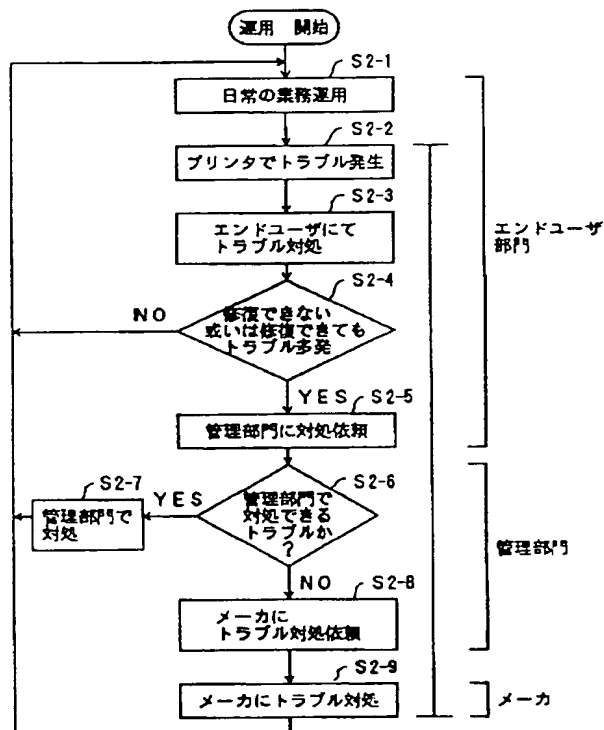 運用 開始
S2-1
日常の業務運用
S2-2
プリンタでトラブル発生
S2-3
エンドユーザにて
トラブル対処
エンドユーザ
部門
S2-4
NO
修復できない
或いは修復できても
トラブル多発
YES
S2-5
管理部門に対処依頼
S2-7
YES
S2-6
管理部門で
対処
管理部門で
対処できる
トラブルか
?
管理部門
NO
S2-8
メーカに
トラブル対処依頼
S2-9
メーカにトラブル対処
メーカ